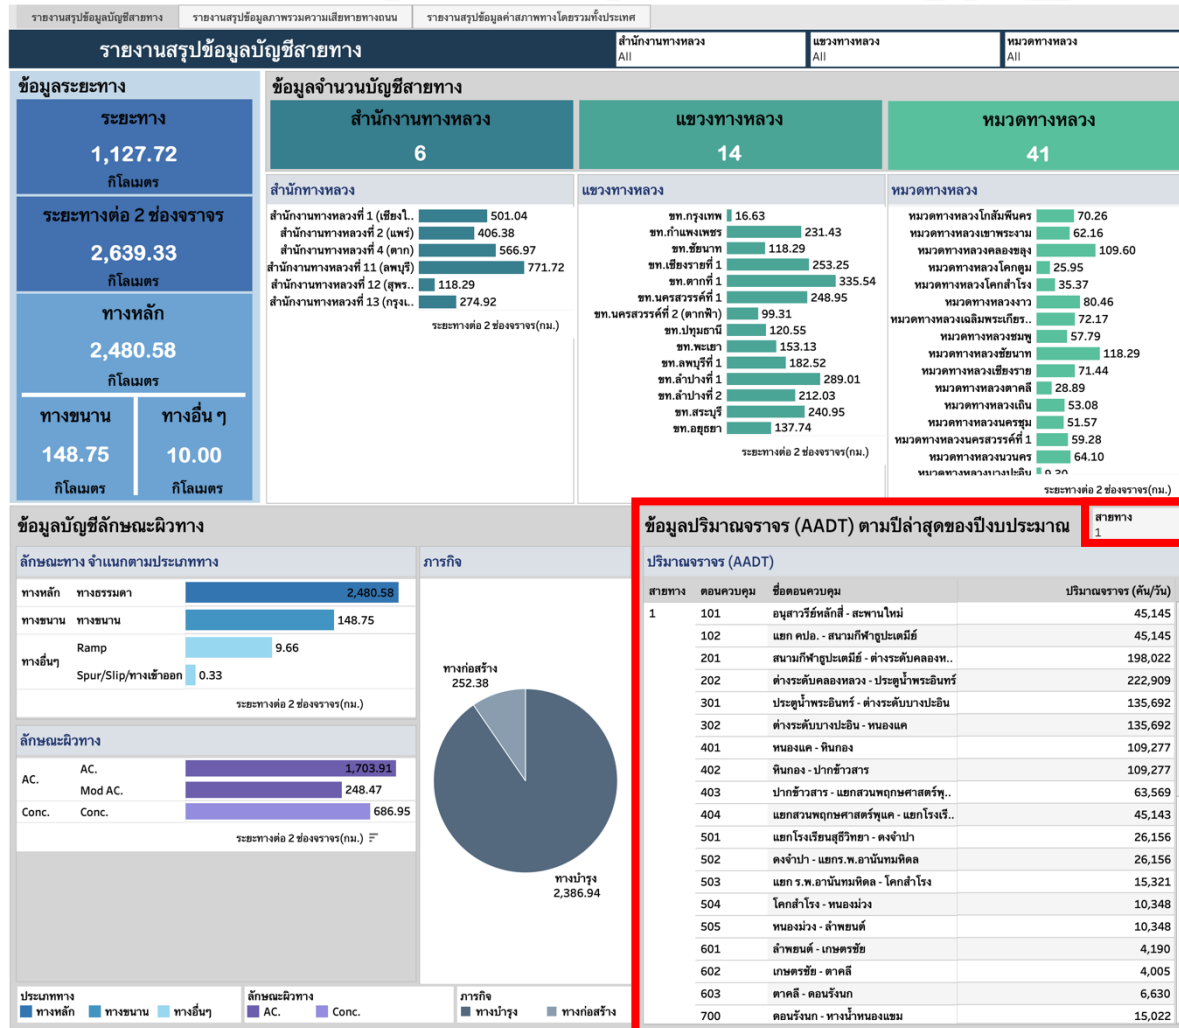 รายงานสรุปข้อมูลบัญชีสายทาง รายงานสรุปข้อมูลภาพรวมความเสียหายทางถนน รายงานสรุปข้อมูลค่าสภาพทางโดยรวมทั้งประเทศ
รายงานสรุปข้อมูลบัญชีสายทาง
สำนักงานทางหลวง
All
แขวงทางหลวง
All
หมวดทางหลวง
All
ข้อมูลระยะทาง
ระยะทาง
1,127.72
กิโลเมตร
ระยะทางต่อ 2 ช่องจราจร
2,639.33
กิโลเมตร
ทางหลัก
2,480.58
กิโลเมตร
ทางขนาน
148.75
กิโลเมตร
ทางอื่น ๆ
10.00
กิโลเมตร
ข้อมูลจำนวนบัญชีสายทาง
สำนักงานทางหลวง
6
แขวงทางหลวง
14
หมวดทางหลวง
41
สำนักทางหลวง
สำนักงานทางหลวงที่ 1 (เชียงใ.. 501.04
สำนักงานทางหลวงที่ 2 (แพร่) 406.38
สำนักงานทางหลวงที่ 4 (ตาก) 566.97
สำนักงานทางหลวงที่ 11 (ลพบุรี) 771.72
สำนักงานทางหลวงที่ 12 (สุพร.. 118.29
สำนักงานทางหลวงที่ 13 (กรุงเ.. 274.92
ระยะทางต่อ 2 ช่องจราจร(กม.)
แขวงทางหลวง
ขท.กรุงเทพ 16.63
ขท.กำแพงเพชร 231.43
ขท.ชัยนาท 118.29
ขท.เชียงรายที่ 1 253.25
ขท.ตากที่ 1 335.54
ขท.นครสวรรค์ที่ 1 248.95
ขท.นครสวรรค์ที่ 2 (ตากฟ้า) 99.31
ขท.ปทุมธานี 120.55
ขท.พะเยา 153.13
ขท.ลพบุรีที่ 1 182.52
ขท.ลำปางที่ 1 289.01
ขท.ลำปางที่ 2 212.03
ขท.สระบุรี 240.95
ขท.อยุธยา 137.74
ระยะทางต่อ 2 ช่องจราจร(กม.)
หมวดทางหลวง
หมวดทางหลวงโกสัมพีนคร 70.26
หมวดทางหลวงเขาพระงาม 62.16
หมวดทางหลวงคลองขลุง 109.60
หมวดทางหลวงโคกตูม 25.95
หมวดทางหลวงโคกสำโรง 35.37
หมวดทางหลวงงาว 80.46
หมวดทางหลวงเฉลิมพระเกียร.. 72.17
หมวดทางหลวงชมพู 57.79
หมวดทางหลวงชัยนาท 118.29
หมวดทางหลวงเชียงราย 71.44
หมวดทางหลวงตาคลี 28.89
หมวดทางหลวงเถิน 53.08
หมวดทางหลวงนครชุม 51.57
หมวดทางหลวงนครสวรรค์ที่ 1 59.28
หมวดทางหลวงนวนคร 64.10
หมวดทางหลวงบางปะอิน
ระยะทางต่อ 2 ช่องจราจร(กม.)
ข้อมูลบัญชีลักษณะผิวทาง
ลักษณะทาง จำแนกตามประเภททาง
ทางหลัก ทางธรรมดา 2,480.58
ทางขนาน ทางขนาน 148.75
ทางอื่นๆ Ramp 9.66
Spur/Slip/ทางเข้าออก 0.33
ระยะทางต่อ 2 ช่องจราจร(กม.)
ลักษณะผิวทาง
AC. AC. 1,703.91
Mod AC. 248.47
Conc. Conc. 686.95
ระยะทางต่อ 2 ช่องจราจร(กม.)
ภารกิจ
ทางก่อสร้าง
252.38
ทางบำรุง
2,386.94
ประเภททาง
ทางหลัก ทางขนาน ทางอื่นๆ
ลักษณะผิวทาง
AC. Conc.
ภารกิจ
ทางบำรุง ทางก่อสร้าง
ข้อมูลปริมาณจราจร (AADT) ตามปีล่าสุดของปีงบประมาณ
สายทาง
1
ปริมาณจราจร (AADT)
สายทาง ตอนควบคุม ชื่อตอนควบคุม ปริมาณจราจร (คัน/วัน)
1 101 อนุสาวรีย์หลักสี่ - สะพานใหม่ 45,145
102 แยก คปอ. - สนามกีฬาธูปะเตมีย์ 45,145
201 สนามกีฬาธูปะเตมีย์ - ต่างระดับคลองห.. 198,022
202 ต่างระดับคลองหลวง - ประตูน้ำพระอินทร์ 222,909
301 ประตูน้ำพระอินทร์ - ต่างระดับบางปะอิน 135,692
302 ต่างระดับบางปะอิน - หนองแค 135,692
401 หนองแค - หินกอง 109,277
402 หินกอง - ปากข้าวสาร 109,277
403 ปากข้าวสาร - แยกสวนพฤกษศาสตร์พุ.. 63,569
404 แยกสวนพฤกษศาสตร์พุแค - แยกโรงเรี.. 45,143
501 แยกโรงเรียนสุธีวิทยา - ดงจำปา 26,156
502 ดงจำปา - แยกร.พ.อานันทมหิดล 26,156
503 แยก ร.พ.อานันทมหิดล - โคกสำโรง 15,321
504 โคกสำโรง - หนองม่วง 10,348
505 หนองม่วง - ลำพยนต์ 10,348
601 ลำพยนต์ - เกษตรชัย 4,190
602 เกษตรชัย - ตาคลี 4,005
603 ตาคลี - ดอนรังนก 6,630
700 ดอนรังนก - ทางน้ำหนองแขม 15,022